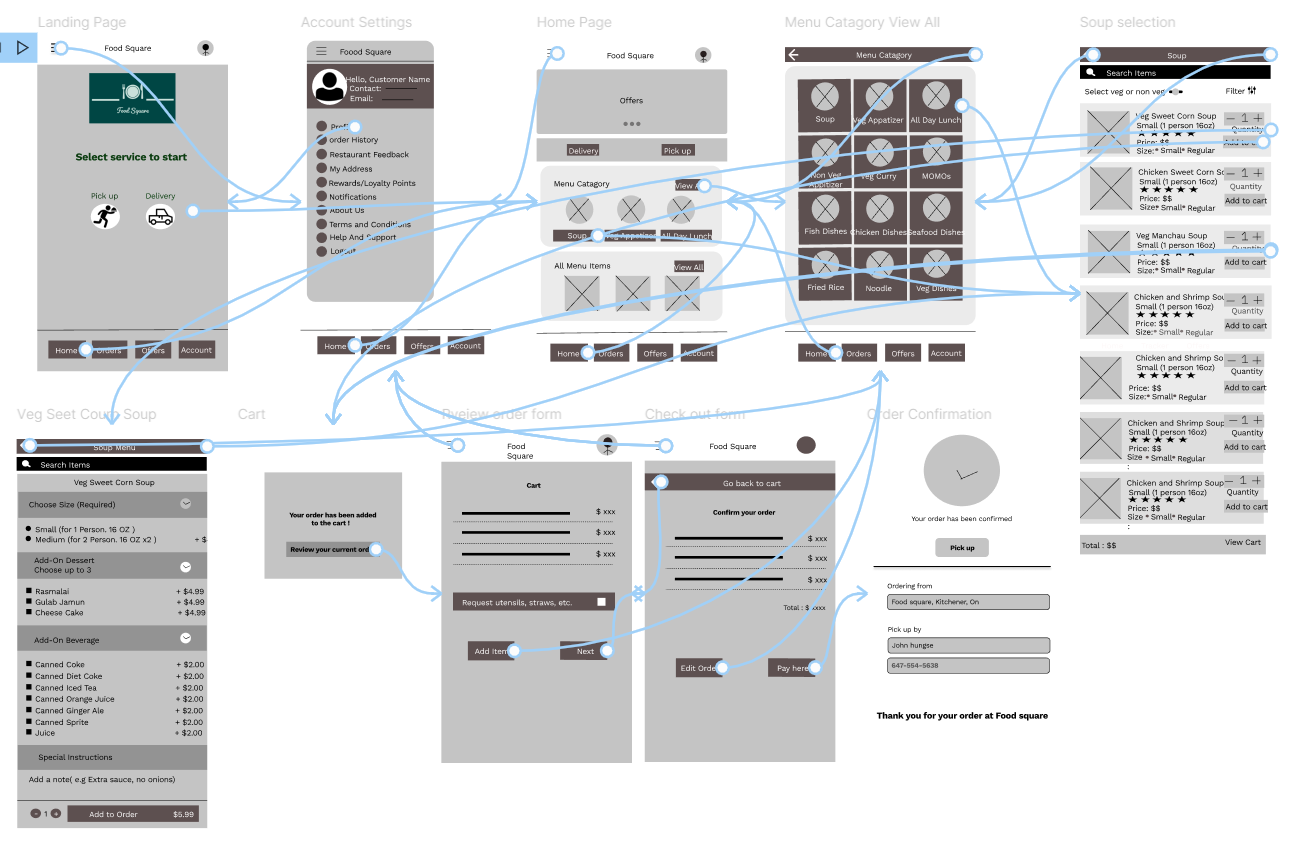 Landing Page
Food Square
Food Square
Select service to start
Pick up
Delivery
Home
Orders
Offers
Account
Account Settings
Foood Square
Hello, Customer Name
Contact:
Email:
order History
Restaurant Feedback
My Address
Rewards/Loyalty Points
Notifications
About Us
Terms and Conditions
Help And Support
Logout
Home
Orders
Offers
Account
Home Page
Food Square
Offers
Delivery
Pick up
Menu Catagory
View All
Soup
Veg Appetizer
All Day Lunch
All Menu Items
View All
Home
Orders
Offers
Account
Menu Catagory View All
Menu Catagory
Soup
Veg Appatizer
All Day Lunch
Non Veg
Appitizer
Veg Curry
MOMOs
Fish Dishes
Chicken Dishes
Seafood Dishes
Fried Rice
Noodle
Veg Dishes
Home
Orders
Offers
Account
Soup selection
Soup
Search Items
Select veg or non veg
Filter
Veg Sweet Corn Soup
Small (1 person 16oz)
Price: $$
Size:* Small* Regular
— 1 +
Quantity
Add to cart
Chicken Sweet Corn So
Small (1 person 16oz)
Price: $$
Size:* Small* Regular
— 1 +
Quantity
Add to cart
Veg Manchau Soup
Small (1 person 16oz)
Price: $$
Size:* Small* Regular
— 1 +
Quantity
Add to cart
Chicken and Shrimp Sou
Small (1 person 16oz)
Price: $$
Size:* Small* Regular
— 1 +
Quantity
Add to cart
Chicken and Shrimp So
Small (1 person 16oz)
Price: $$
Size:* Small* Regular
— 1 +
Quantity
Add to cart
Chicken and Shrimp Soup
Small (1 person 16oz)
Price: $$
Size * Small* Regular
:
— 1 +
Quantity
Add to cart
Chicken and Shrimp Soup
Small (1 person 16oz)
Price: $$
Size * Small* Regular
:
— 1 +
Quantity
Add to cart
Total : $$
View Cart
Veg Seet Courn Soup
Soup Menu
Search Items
Veg Sweet Corn Soup
Choose Size (Required)
Small (for 1 Person. 16 OZ )
Medium (for 2 Person. 16 OZ x2 ) + $
Add-On Dessert
Choose up to 3
Rasmalai + $4.99
Gulab Jamun + $4.99
Cheese Cake + $4.99
Add-On Beverage
Canned Coke + $2.00
Canned Diet Coke + $2.00
Canned Iced Tea + $2.00
Canned Orange Juice + $2.00
Canned Ginger Ale + $2.00
Canned Sprite + $2.00
Juice + $2.00
Special Instructions
Add a note( e.g Extra sauce, no onions)
- 1 +
Add to Order $5.99
Cart
Your order has been added
to the cart !
Review your current order
order form
Food
Square
Cart
$ xxx
$ xxx
$ xxx
Request utensils, straws, etc.
Add Item
Next
Check out form
Food Square
Go back to cart
Confirm your order
$ xxx
$ xxx
$ xxx
Total : $ xxxx
Edit Order
Pay here
Order Confirmation
Your order has been confirmed
Pick up
Ordering from
Food square, Kitchener, On
Pick up by
John hungse
647-554-5638
Thank you for your order at Food square